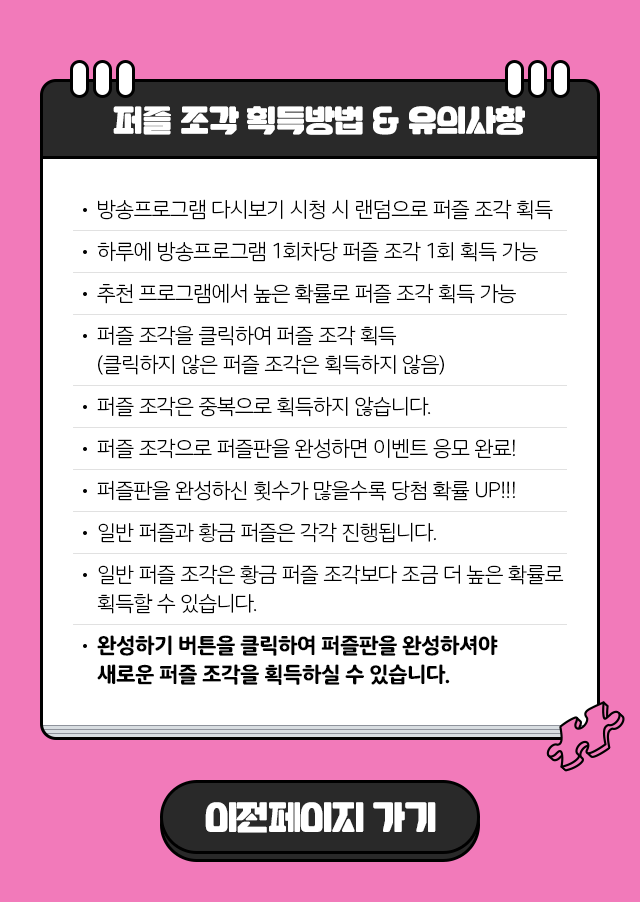 퍼즐 조각 획득방법 & 유의사항
• 방송프로그램 다시보기 시청 시 랜덤으로 퍼즐 조각 획득
• 하루에 방송프로그램 1회차당 퍼즐 조각 1회 획득 가능
• 추천 프로그램에서 높은 확률로 퍼즐 조각 획득 가능
• 퍼즐 조각을 클릭하여 퍼즐 조각 획득
(클릭하지 않은 퍼즐 조각은 획득하지 않음)
• 퍼즐 조각은 중복으로 획득하지 않습니다.
• 퍼즐 조각으로 퍼즐판을 완성하면 이벤트 응모 완료!
• 퍼즐판을 완성하신 횟수가 많을수록 당첨 확률 UP!!!
• 일반 퍼즐과 황금 퍼즐은 각각 진행됩니다.
• 일반 퍼즐 조각은 황금 퍼즐 조각보다 조금 더 높은 확률로
획득할 수 있습니다.
• 완성하기 버튼을 클릭하여 퍼즐판을 완성하셔야
새로운 퍼즐 조각을 획득하실 수 있습니다.
이전페이지 가기